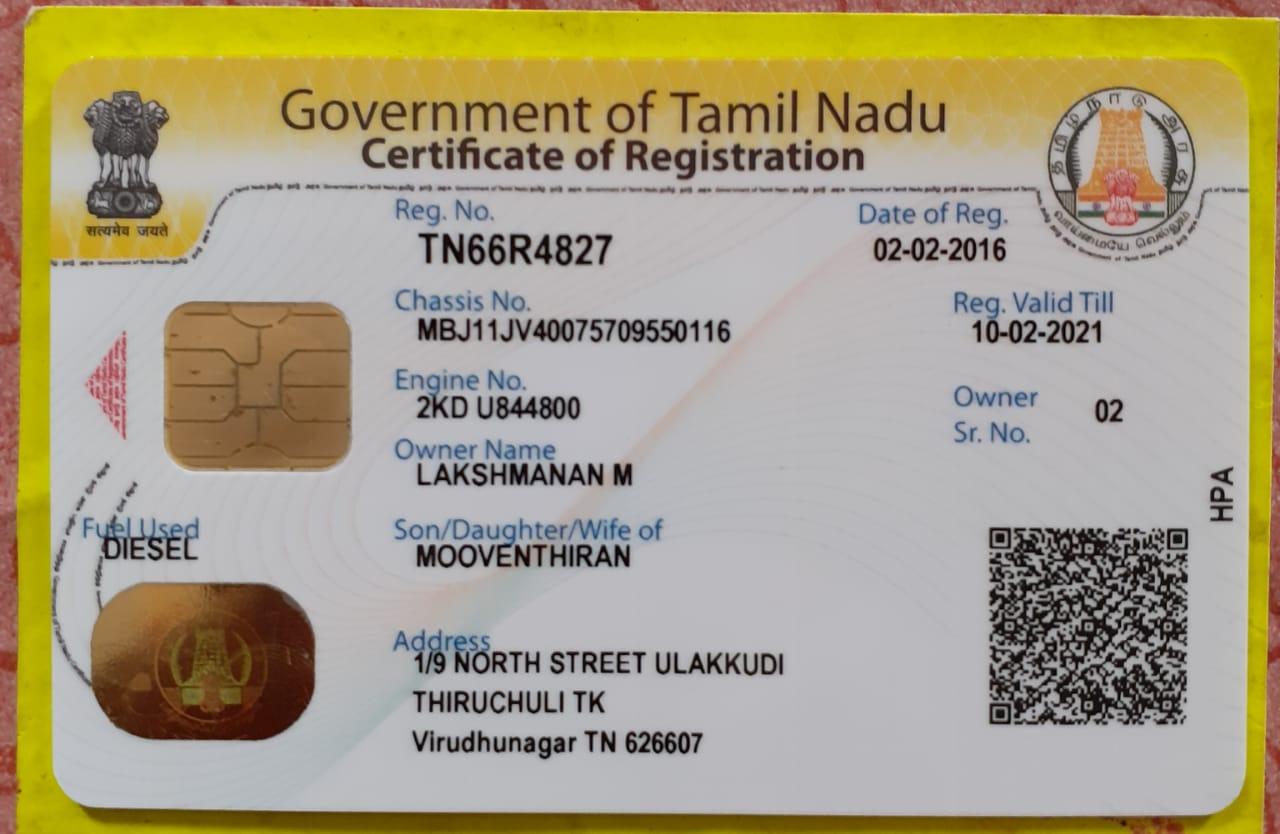 Government of Tamil Nadu
Certificate of Registration
सत्यमेव जयते
தமிழ்நாடு அரசு
வாய்மையே வெல்லும்
Reg. No.
TN66R4827
Date of Reg.
02-02-2016
Chassis No.
MBJ11JV40075709550116
Reg. Valid Till
10-02-2021
Engine No.
2KD U844800
Owner
Sr. No.
02
Owner Name
LAKSHMANAN M
HPA
Fuel Used
DIESEL
Son/Daughter/Wife of
MOOVENTHIRAN
Address
1/9 NORTH STREET ULAKKUDI
THIRUCHULI TK
Virudhunagar TN 626607